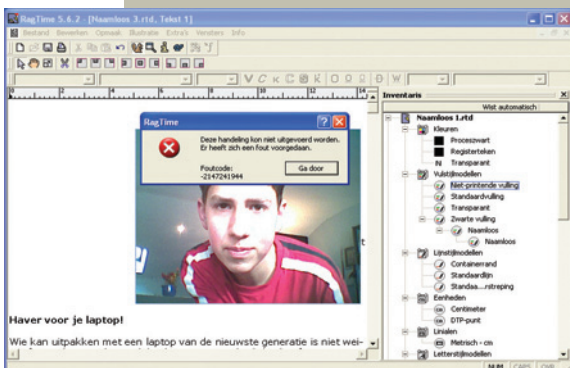 RagTime 5.6.2 - [Naamloos 3.rtd, Tekst 1]
Bestand Bewerken Opmaak Illustratie Extra's Vensters Info
Inventaris
Wist automatisch
Naamloos 1.rtd
Kleuren
Proceszwart
Registerteken
N Transparant
Vulstijlmodellen
Niet-printende vulling
Standaardvulling
Transparant
Zwarte vulling
Naamloos
Naamloos
Lijnstijlmodellen
Containerrand
Standaardlijn
Standaa...rstreping
Eenheden
Centimeter
DTP-punt
Linialen
Metrisch - cm
Letterstijlmodellen
RagTime
Deze handeling kon niet uitgevoerd worden.
Er heeft zich een fout voorgedaan.
Foutcode:
-2147241944
Ga door
t
Haver voor je laptop!
Wie kan uitpakken met een laptop van de nieuwste generatie is niet wei-
NUM CAPS OVR